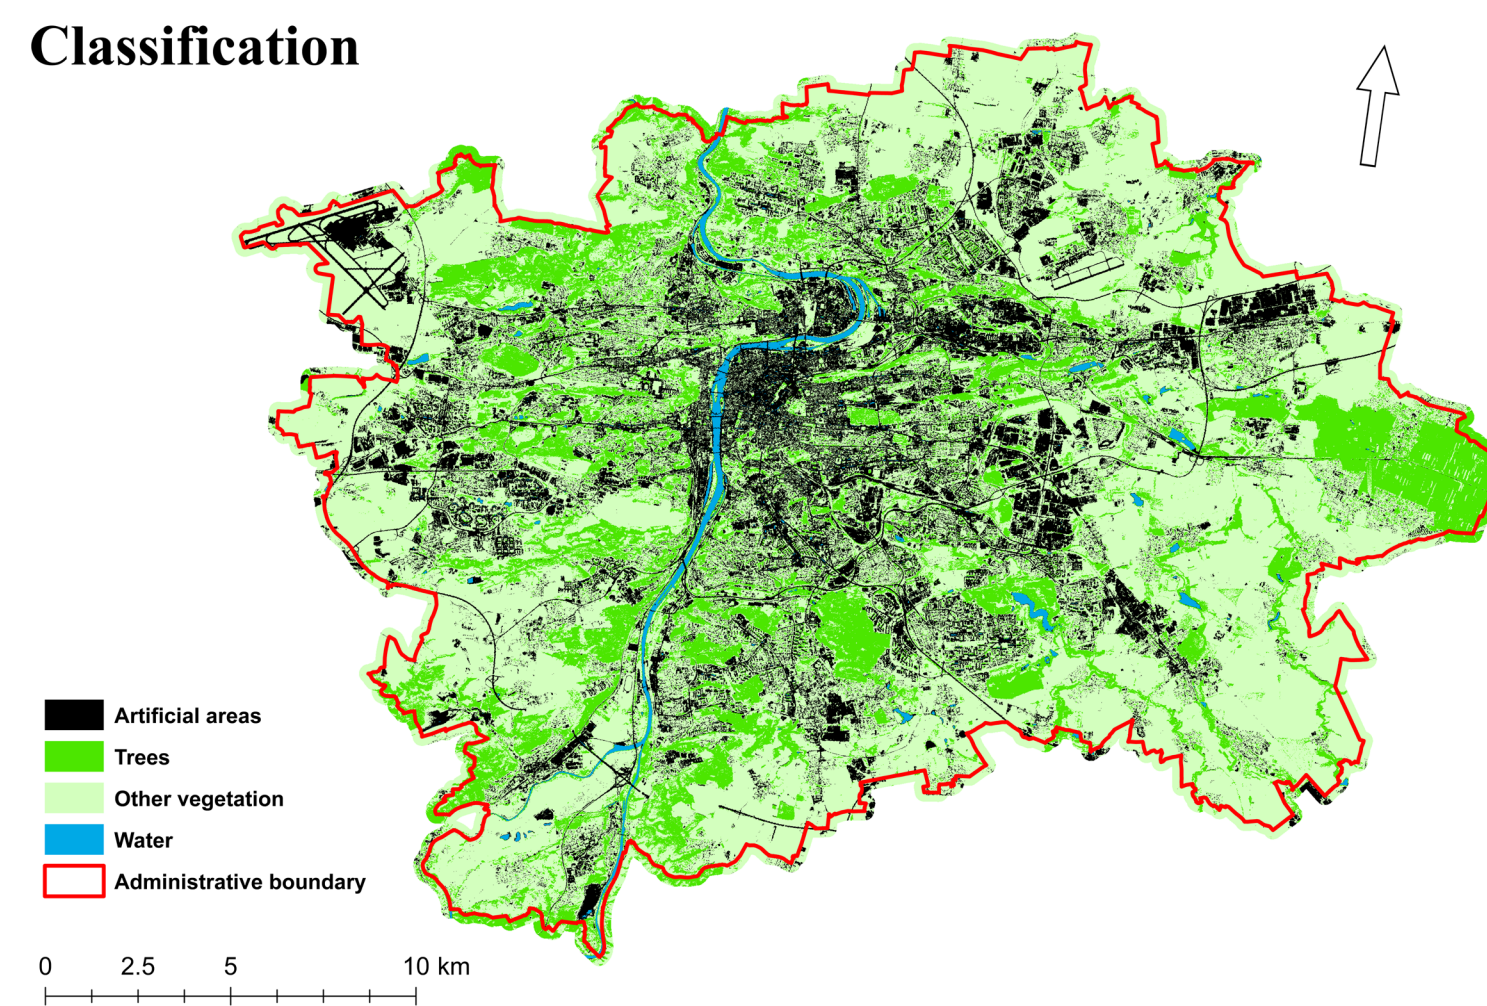 Classification
Artificial areas
Trees
Other vegetation
Water
Administrative boundary
0 2.5 5 10 km